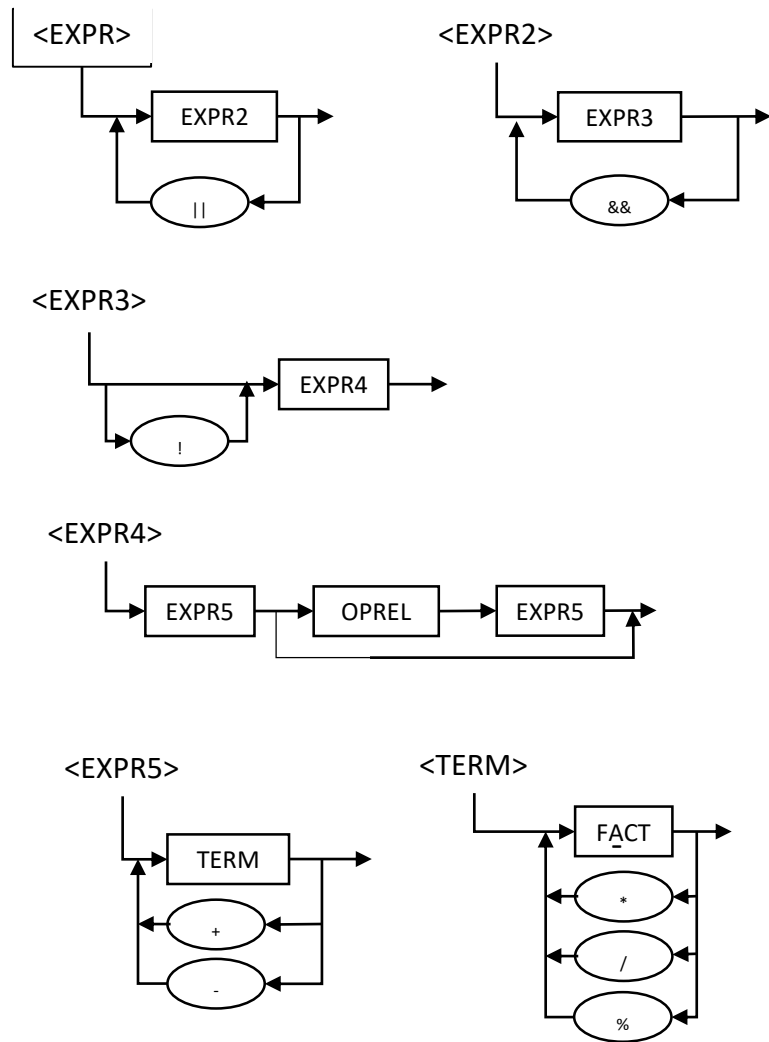 <EXPR>
<EXPR2>
EXPR2
EXPR3
||
&&
<EXPR3>
EXPR4
!
<EXPR4>
EXPR5
OPREL
EXPR5
<EXPR5>
<TERM>
TERM
FACT
+
*
-
/
%